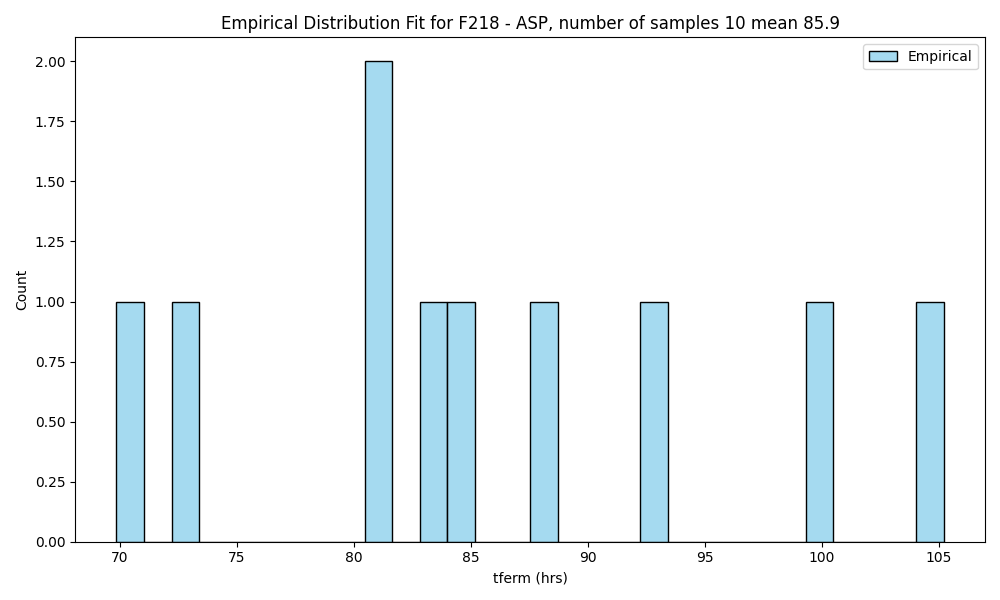 Empirical Distribution Fit for F218 - ASP, number of samples 10 mean 85.9
Empirical
2.00
1.75
1.50
1.25
1.00
0.75
0.50
0.25
0.00
Count
70 75 80 85 90 95 100 105
tferm (hrs)